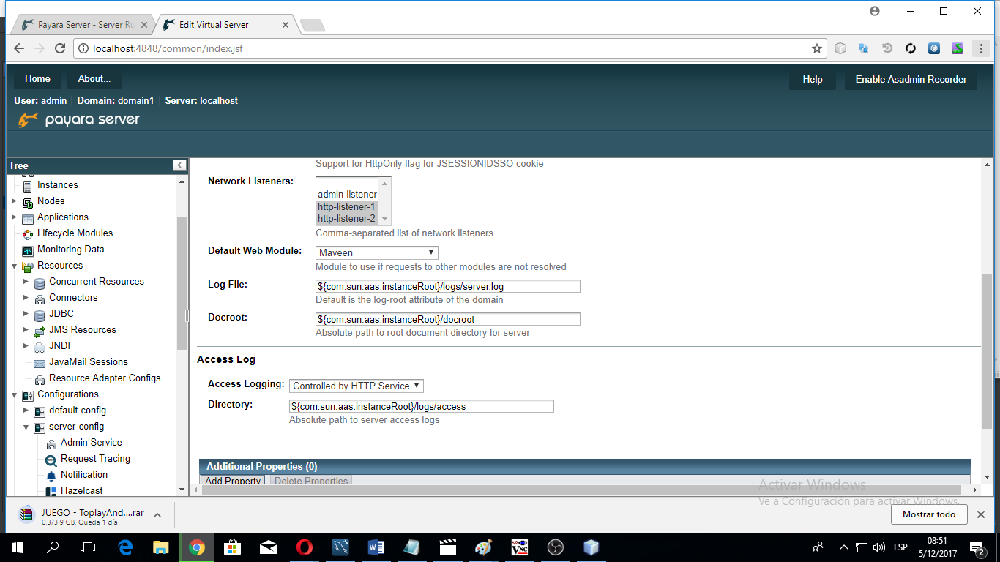 Payara Server - Server Ru
Edit Virtual Server
localhost:4848/common/index.jsf
Home
About...
Help
Enable Asadmin Recorder
User: admin | Domain: domain1 | Server: localhost
payara server
Tree
Instances
Nodes
Applications
Lifecycle Modules
Monitoring Data
Resources
Concurrent Resources
Connectors
JDBC
JMS Resources
JNDI
JavaMail Sessions
Resource Adapter Configs
Configurations
default-config
server-config
Admin Service
Request Tracing
Notification
Hazelcast
Support for HttpOnly flag for JSESSIONIDSSO cookie
Network Listeners:
admin-listener
http-listener-1
http-listener-2
Comma-separated list of network listeners
Default Web Module: Maveen
Module to use if requests to other modules are not resolved
Log File: ${com.sun.aas.instanceRoot}/logs/server.log
Default is the log-root attribute of the domain
Docroot: ${com.sun.aas.instanceRoot}/docroot
Absolute path to root document directory for server
Access Log
Access Logging: Controlled by HTTP Service
Directory: ${com.sun.aas.instanceRoot}/logs/access
Absolute path to server access logs
Additional Properties (0)
Add Property Delete Properties
Activar Windows
Ve a Configuración para activar Windows.
JUEGO - ToplayAnd....rar
0.3/3.9 GB, Queda 1 día
Mostrar todo
ESP
08:51
5/12/2017
2